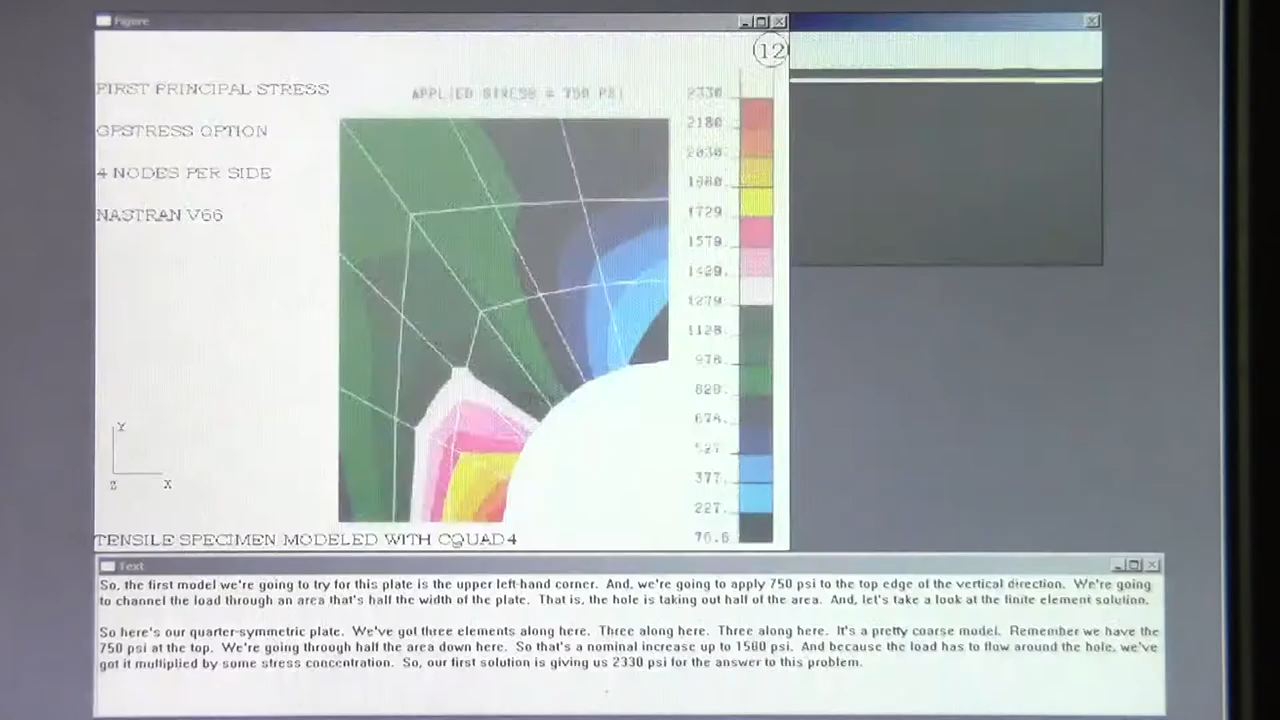 Figure
12
FIRST PRINCIPAL STRESS
APPLIED STRESS = 750 PSI
GPSTRESS OPTION
4 NODES PER SIDE
NASTRAN V66
2330
2180
2030
1880
1729
1579
1429
1279
1128
978
828
678
527
377
227
76.6
Y
Z X
TENSILE SPECIMEN MODELED WITH CQUAD4
Text
So, the first model we're going to try for this plate is the upper left-hand corner. And, we're going to apply 750 psi to the top edge of the vertical direction. We're going
to channel the load through an area that's half the width of the plate. That is, the hole is taking out half of the area. And, let's take a look at the finite element solution.
So here's our quarter-symmetric plate. We've got three elements along here. Three along here. Three along here. It's a pretty coarse model. Remember we have the
750 psi at the top. We're going through half the area down here. So that's a nominal increase up to 1500 psi. And because the load has to flow around the hole, we've
got it multiplied by some stress concentration. So, our first solution is giving us 2330 psi for the answer to this problem.